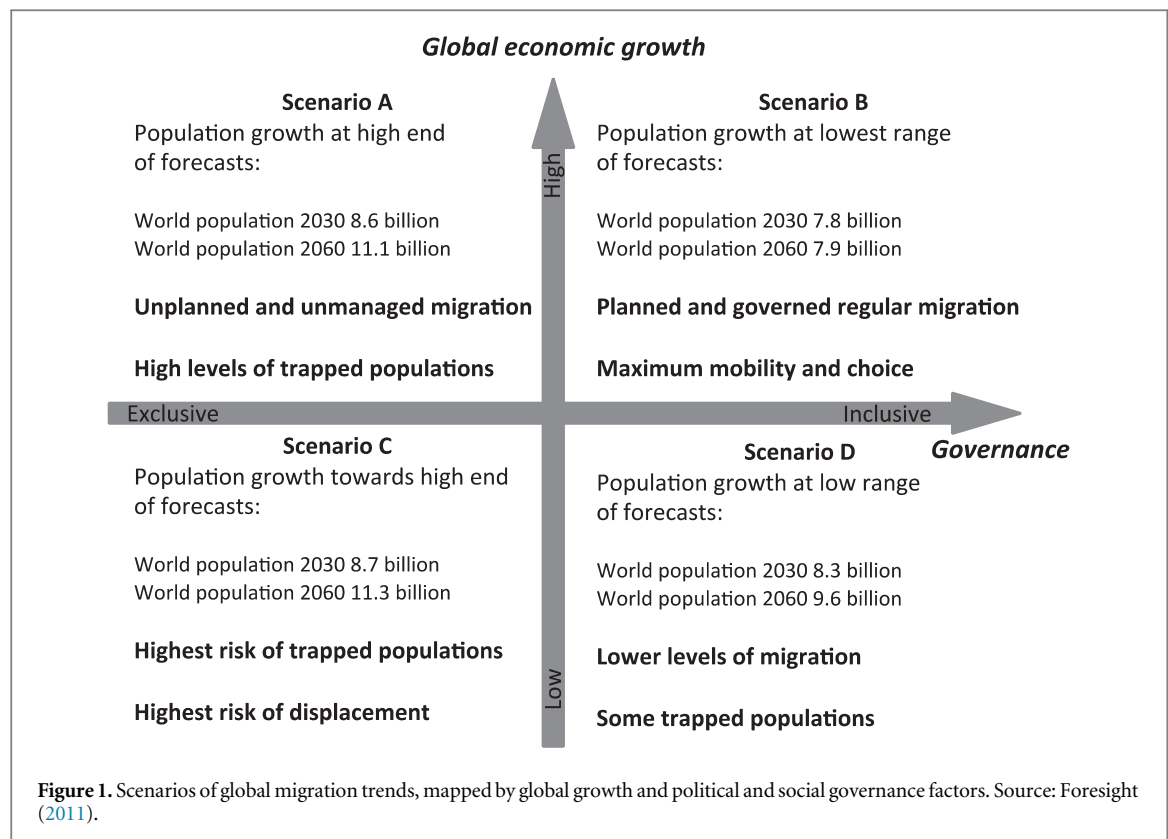 Global economic growth
Scenario A
Population growth at high end
of forecasts:
World population 2030 8.6 billion
World population 2060 11.1 billion
Unplanned and unmanaged migration
High levels of trapped populations
High
Scenario B
Population growth at lowest range
of forecasts:
World population 2030 7.8 billion
World population 2060 7.9 billion
Planned and governed regular migration
Maximum mobility and choice
Exclusive
Inclusive
Governance
Scenario C
Population growth towards high end
of forecasts:
World population 2030 8.7 billion
World population 2060 11.3 billion
Highest risk of trapped populations
Highest risk of displacement
Low
Scenario D
Population growth at low range
of forecasts:
World population 2030 8.3 billion
World population 2060 9.6 billion
Lower levels of migration
Some trapped populations
Figure 1. Scenarios of global migration trends, mapped by global growth and political and social governance factors. Source: Foresight
(2011).